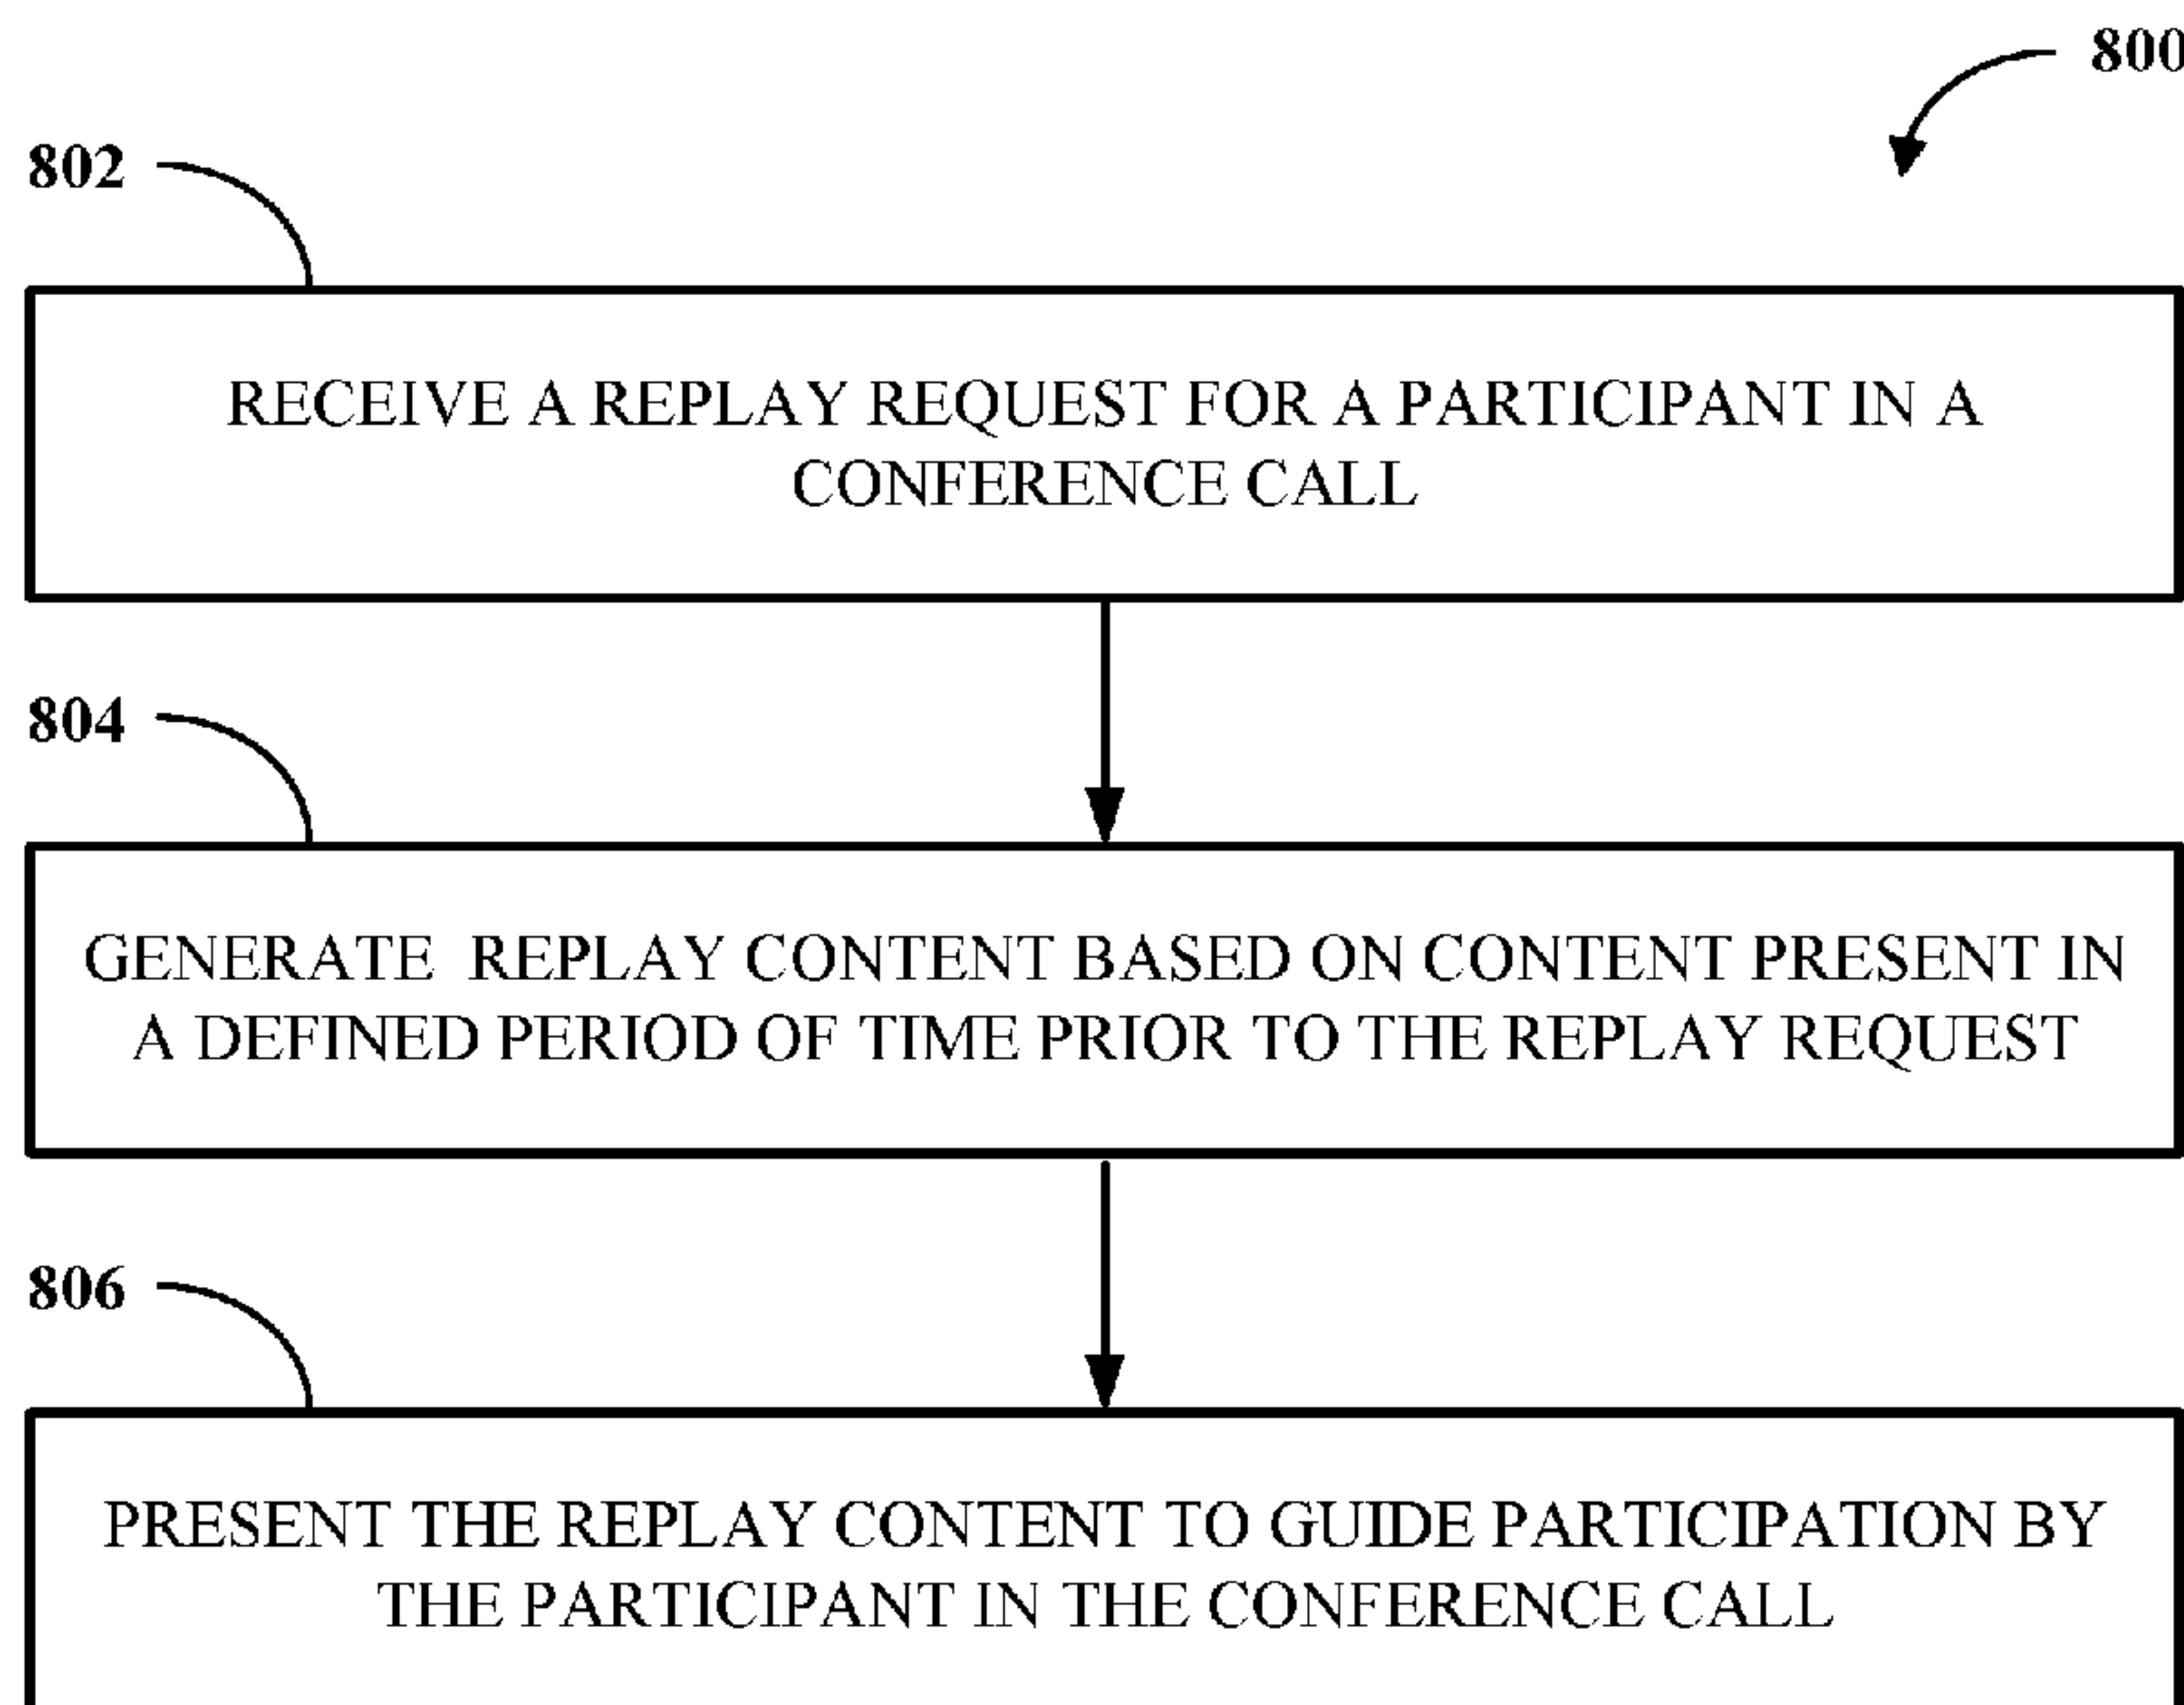 800
802
RECEIVE A REPLAY REQUEST FOR A PARTICIPANT IN A
CONFERENCE CALL
804
GENERATE REPLAY CONTENT BASED ON CONTENT PRESENT IN
A DEFINED PERIOD OF TIME PRIOR TO THE REPLAY REQUEST
806
PRESENT THE REPLAY CONTENT TO GUIDE PARTICIPATION BY
THE PARTICIPANT IN THE CONFERENCE CALL